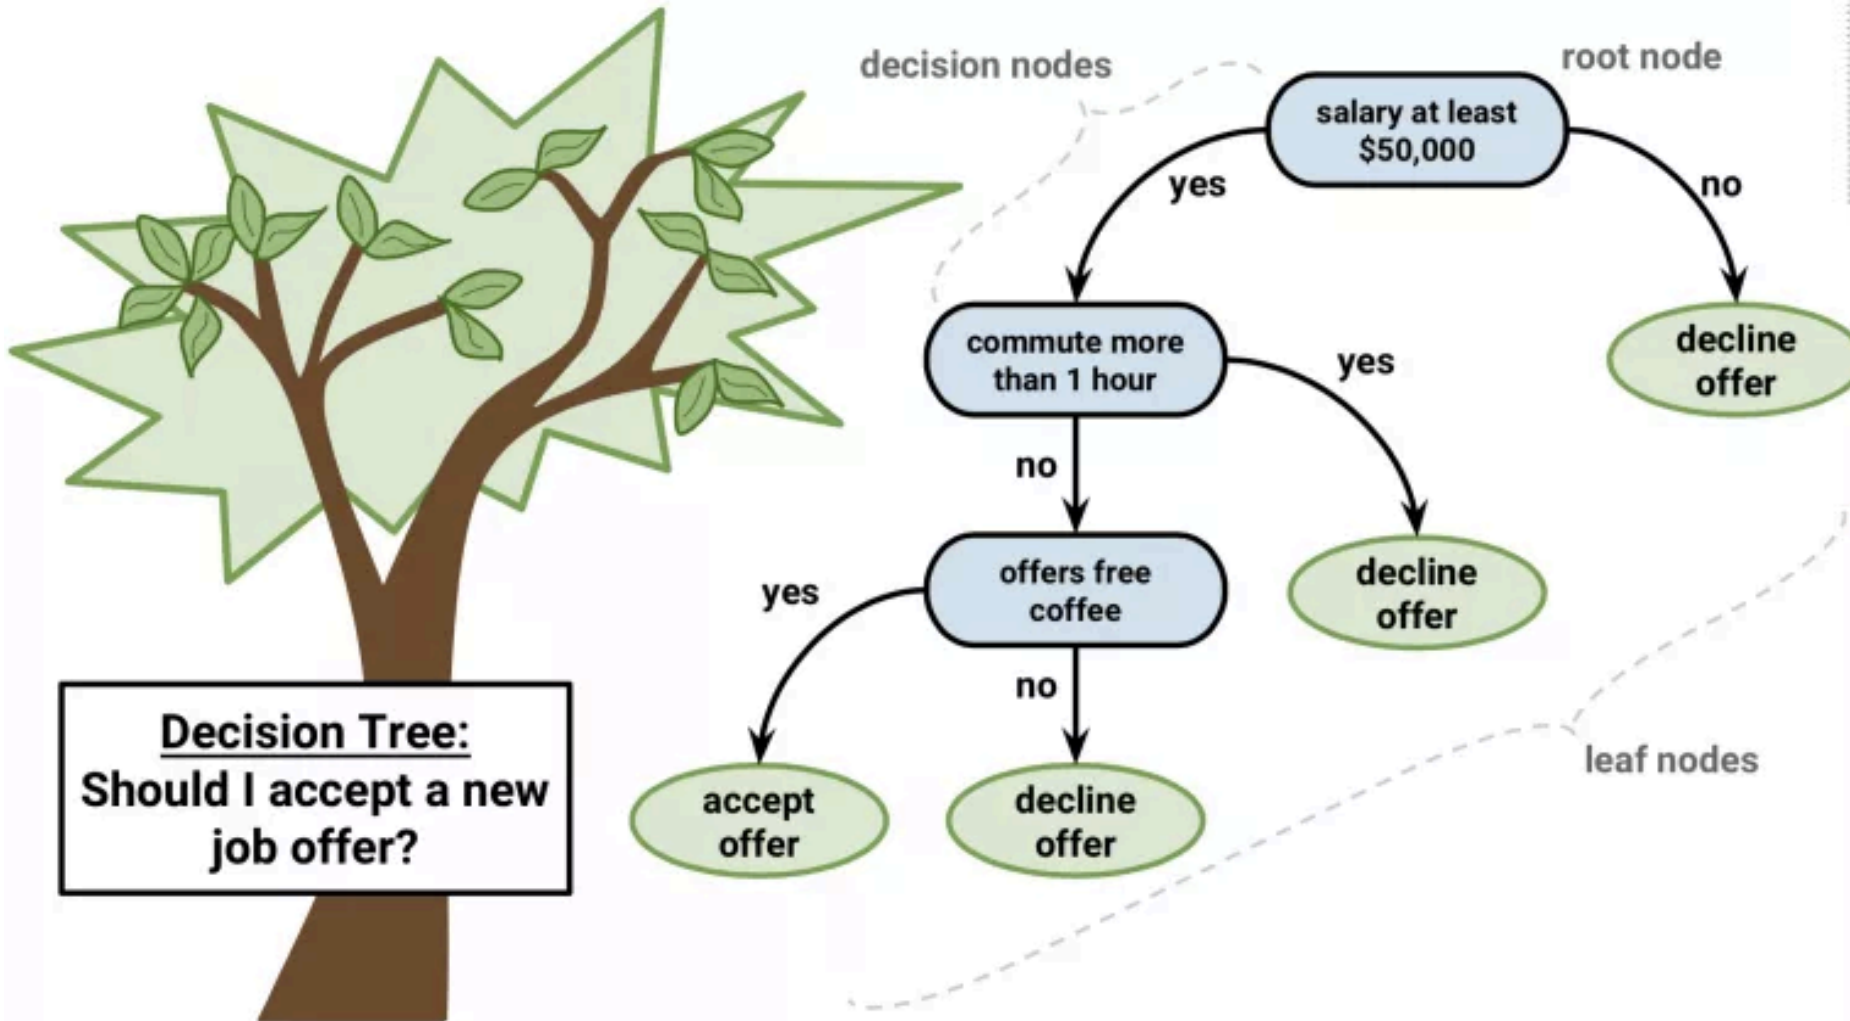 decision nodes
root node
salary at least
$50,000
yes
no
commute more
than 1 hour
yes
decline
offer
no
offers free
coffee
decline
offer
yes
no
accept
offer
decline
offer
leaf nodes
Decision Tree:
Should I accept a new
job offer?